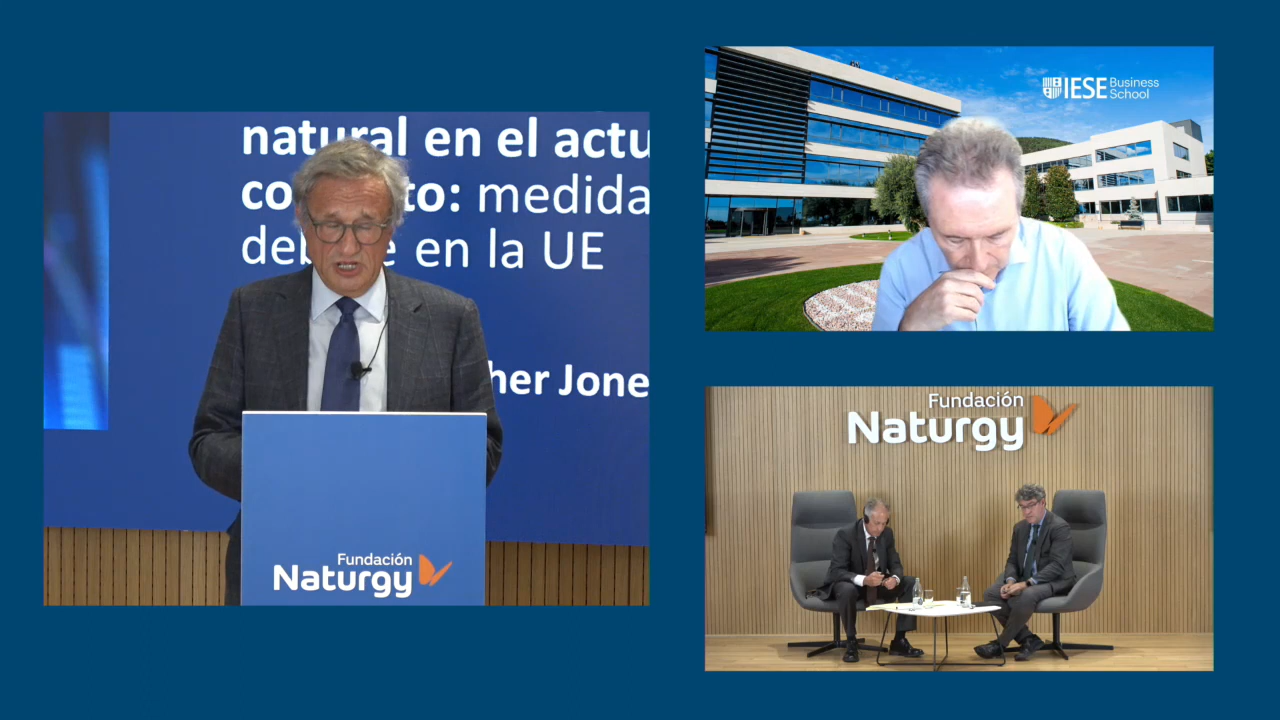 natural en el actu
co to: medida
de e en la UE
her Jone
Fundación
Naturgy
IESE Business
School
Fundación
Naturgy